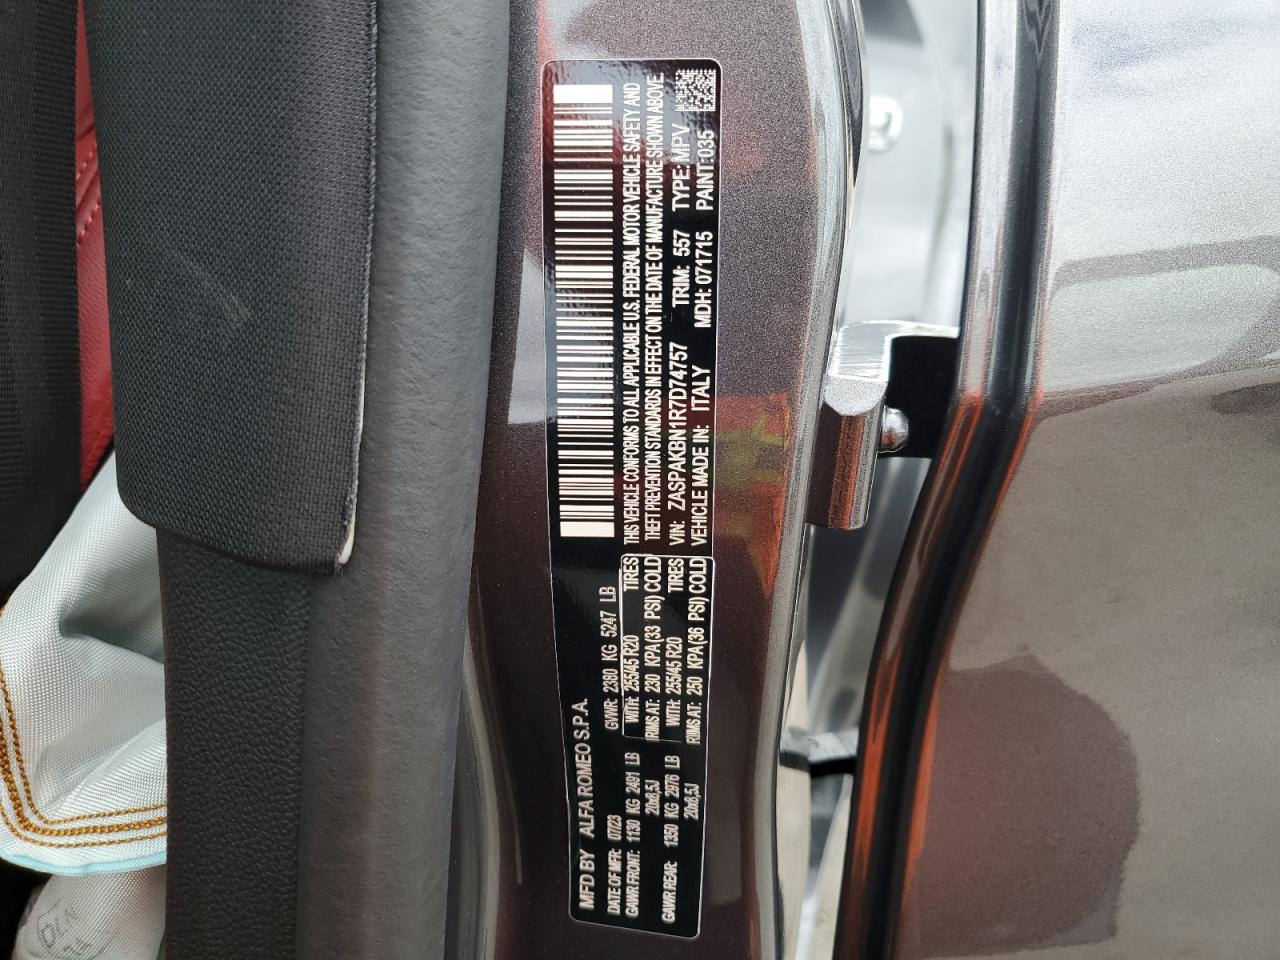 MFD BY ALFA ROMEO S.P.A.
DATE OF MFR: 07/23 GVWR: 2380 KG 5247 LB
GAWR FRONT: 1130 KG 2491 LB WITH: 255/45 R20 TIRES
20x8,5J RIMS AT: 230 KPA(33 PSI) COLD
GAWR REAR: 1350 KG 2976 LB WITH: 255/45 R20 TIRES
20x8,5J RIMS AT: 250 KPA(36 PSI) COLD
THIS VEHICLE CONFORMS TO ALL APPLICABLE U.S. FEDERAL MOTOR VEHICLE SAFETY AND
THEFT PREVENTION STANDARDS IN EFFECT ON THE DATE OF MANUFACTURE SHOWN ABOVE
VIN: ZASPAKBN1R7D74757 TRIM: 557 TYPE: MPV
VEHICLE MADE IN: ITALY MDH: 071715 PAINT: 035